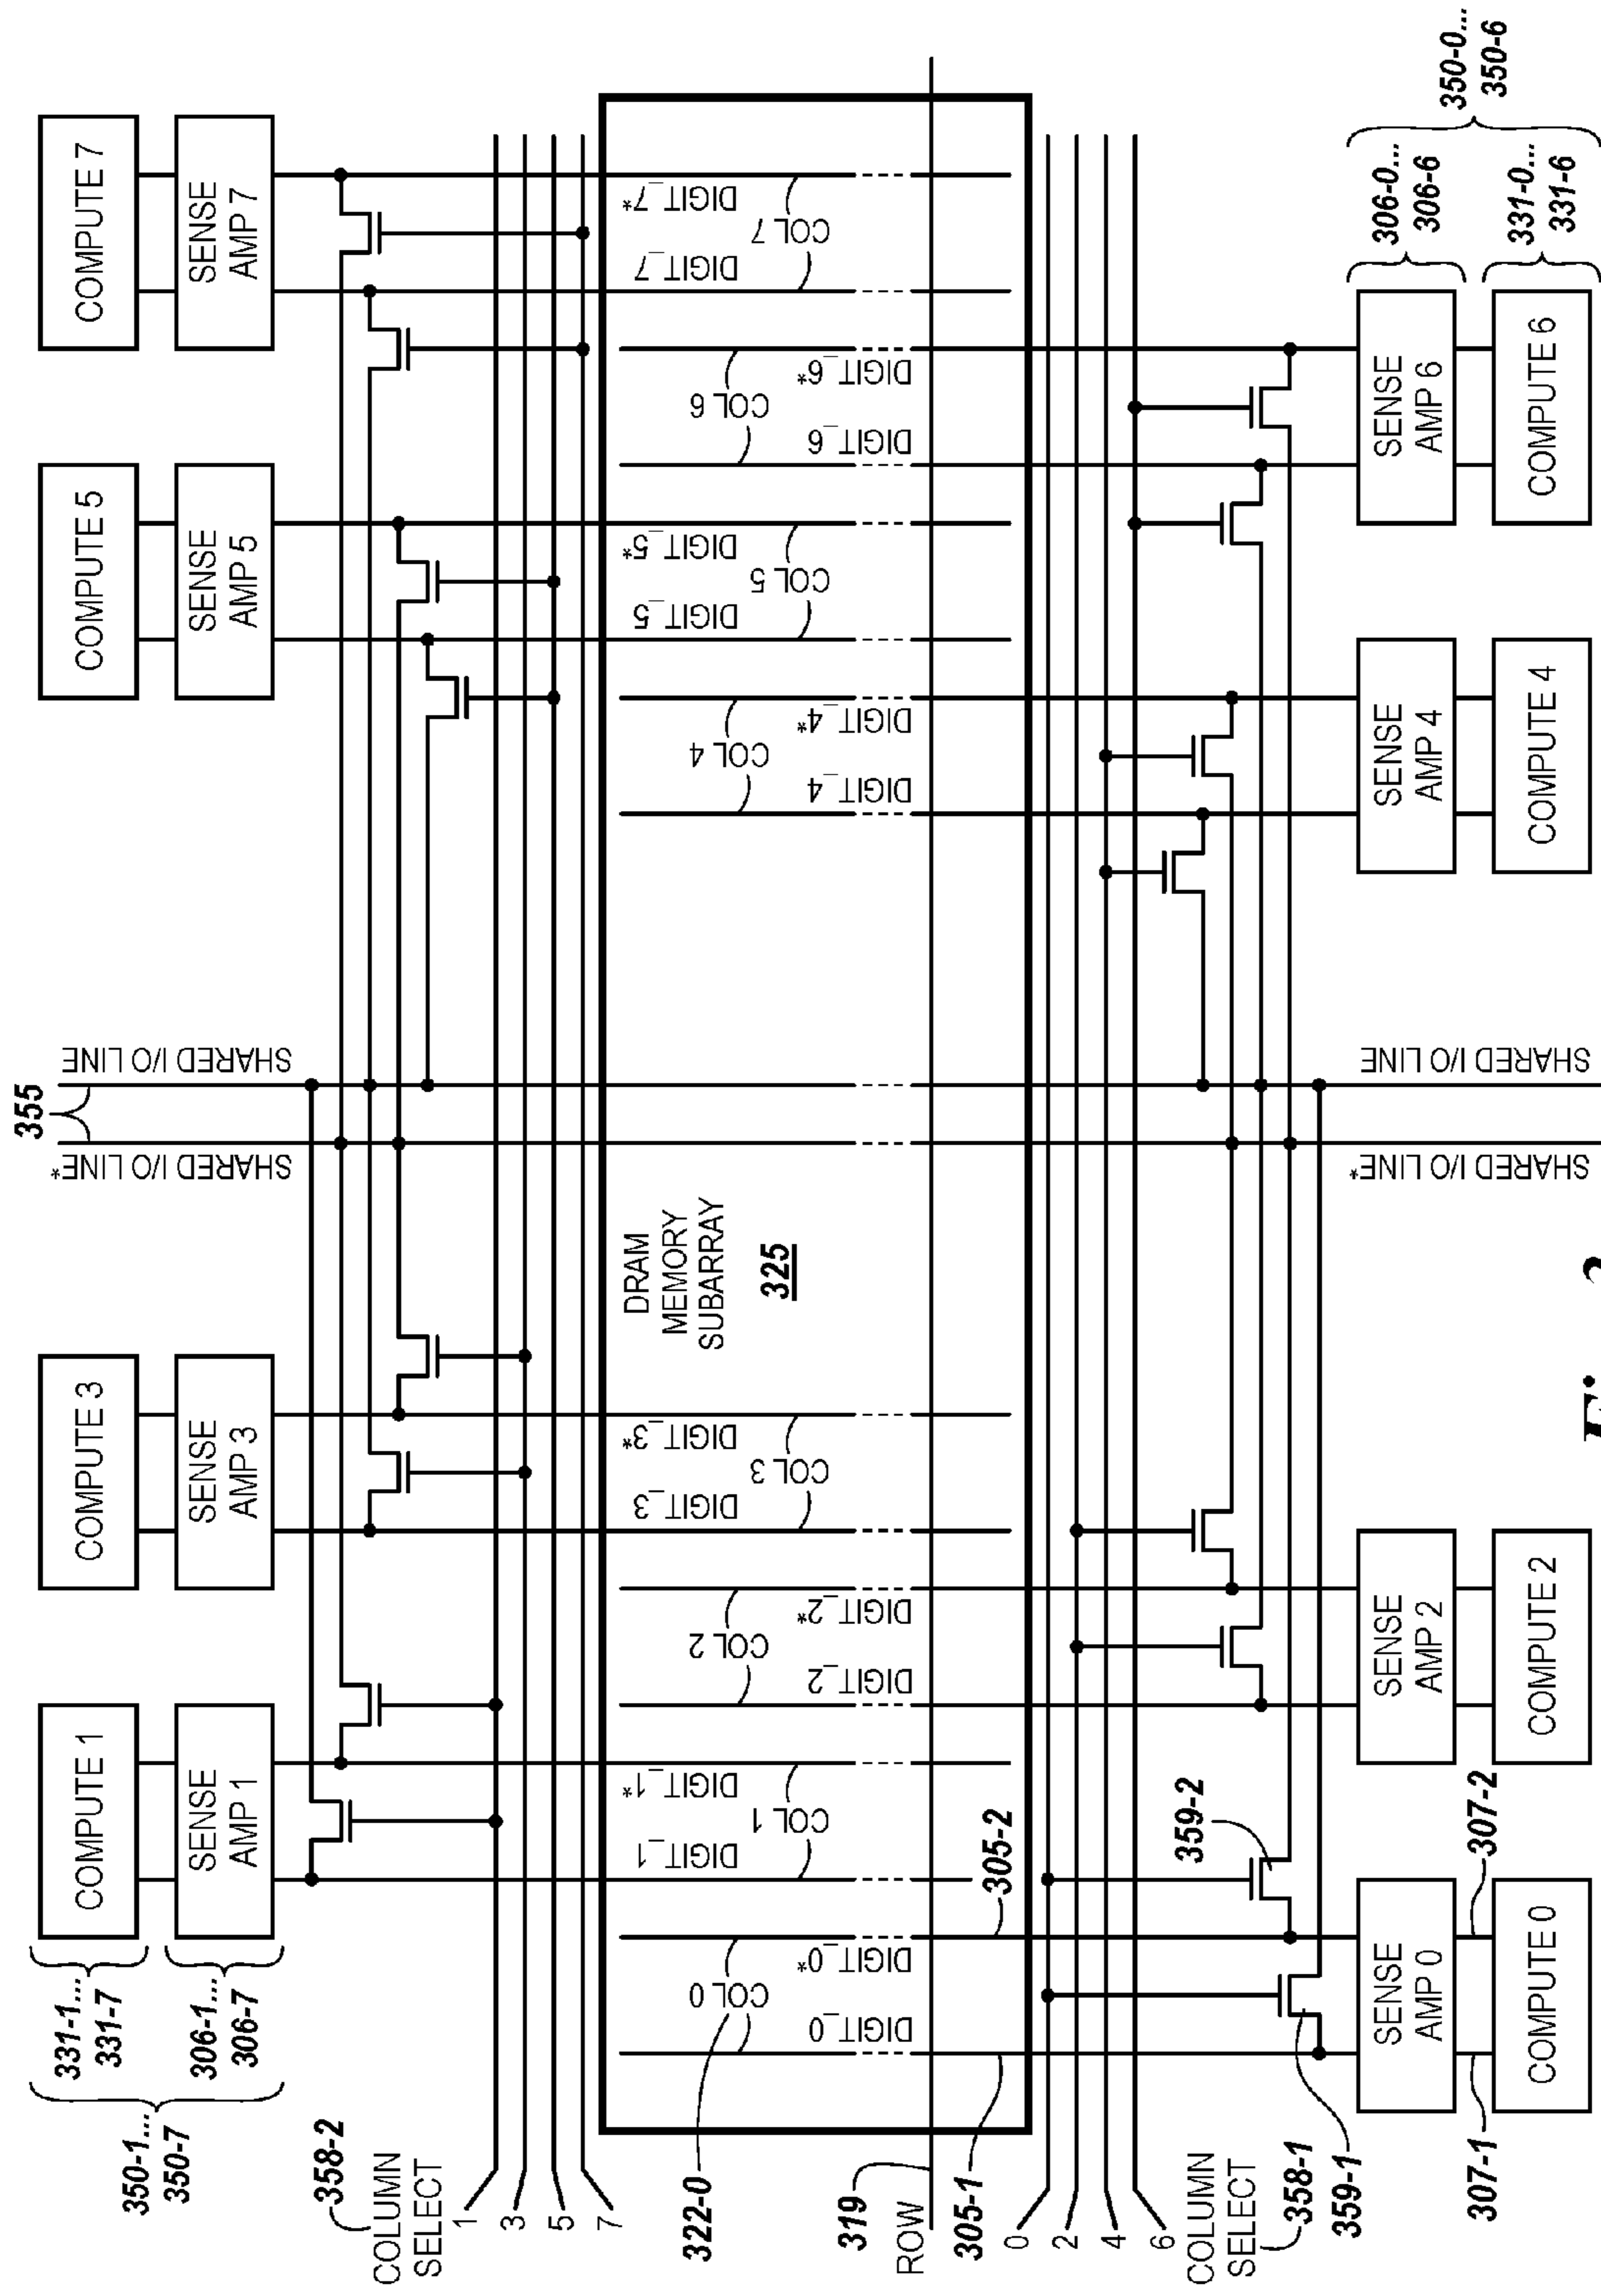 355
SHARED I/O LINE*
SHARED I/O LINE
331-1...
331-7
306-1...
306-7
350-1...
350-7
COMPUTE 1
SENSE
AMP 1
COMPUTE 3
SENSE
AMP 3
COMPUTE 5
SENSE
AMP 5
COMPUTE 7
SENSE
AMP 7
358-2
COLUMN
SELECT
1
3
5
7
322-0
DIGIT_0
COL 0
DIGIT_0*
DIGIT_1
COL 1
DIGIT_1*
DIGIT_2
COL 2
DIGIT_2*
DIGIT_3
COL 3
DIGIT_3*
DRAM
MEMORY
SUBARRAY
325
DIGIT_4
COL 4
DIGIT_4*
DIGIT_5
COL 5
DIGIT_5*
DIGIT_6
COL 6
DIGIT_6*
DIGIT_7
COL 7
DIGIT_7*
319
ROW
305-1
305-2
0
2
4
6
COLUMN
SELECT
358-1
359-1
359-2
307-1
307-2
SENSE
AMP 0
COMPUTE 0
SENSE
AMP 2
COMPUTE 2
SHARED I/O LINE*
SHARED I/O LINE
SENSE
AMP 4
COMPUTE 4
SENSE
AMP 6
COMPUTE 6
306-0...
306-6
331-0...
331-6
350-0...
350-6